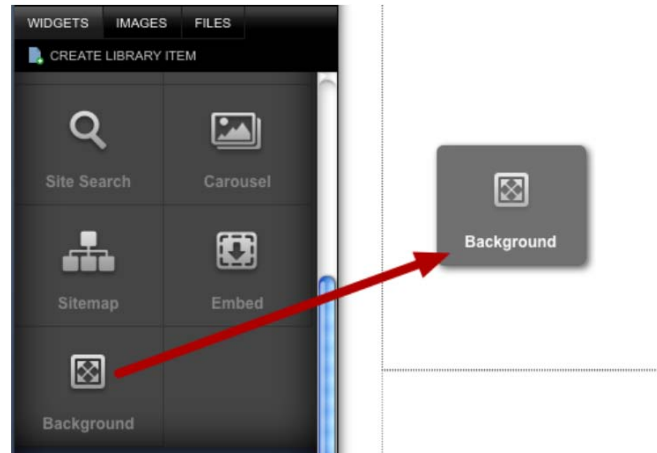 WIDGETS IMAGES FILES
CREATE LIBRARY ITEM
Site Search Carousel
Sitemap Embed
Background
Background